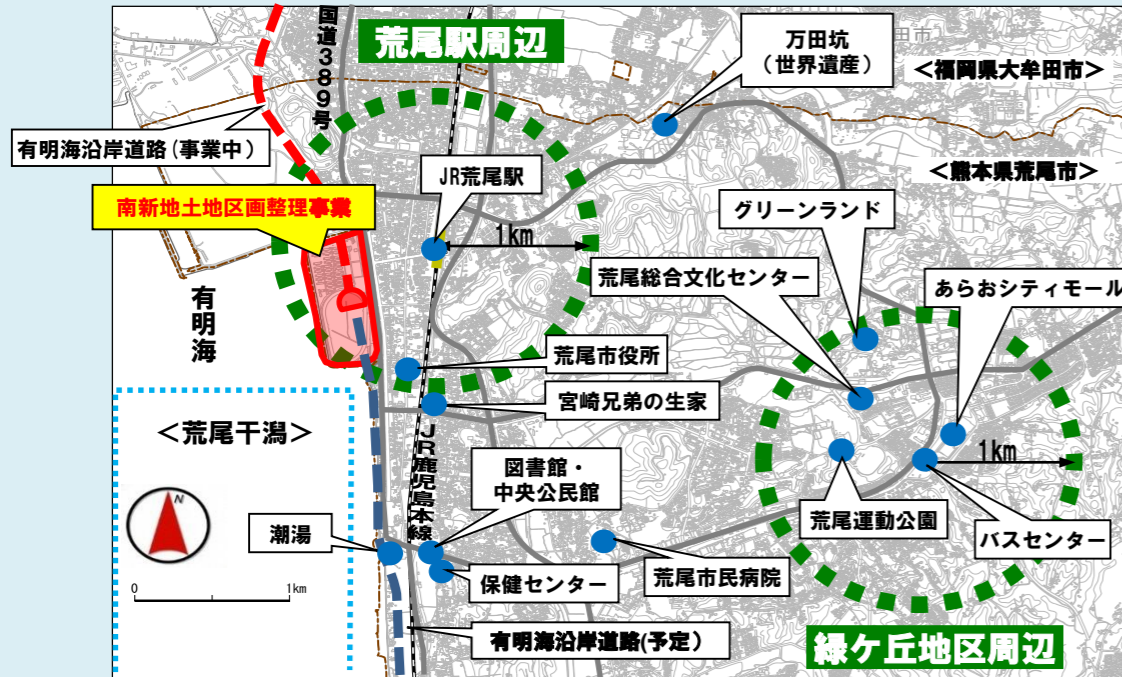 国道389号
荒尾駅周辺
万田坑
（世界遺産）
田市
＜福岡県大牟田市＞
有明海沿岸道路（事業中）
＜熊本県荒尾市＞
JR荒尾駅
南新地土地区画整理事業
グリーンランド
1km
荒尾総合文化センター
あらおシティモール
有明海
荒尾市役所
宮崎兄弟の生家
＜荒尾干潟＞
JR鹿児島本線
図書館・
中央公民館
1km
N
潮湯
荒尾運動公園
バスセンター
保健センター
荒尾市民病院
0
1km
有明海沿岸道路(予定）
緑ケ丘地区周辺